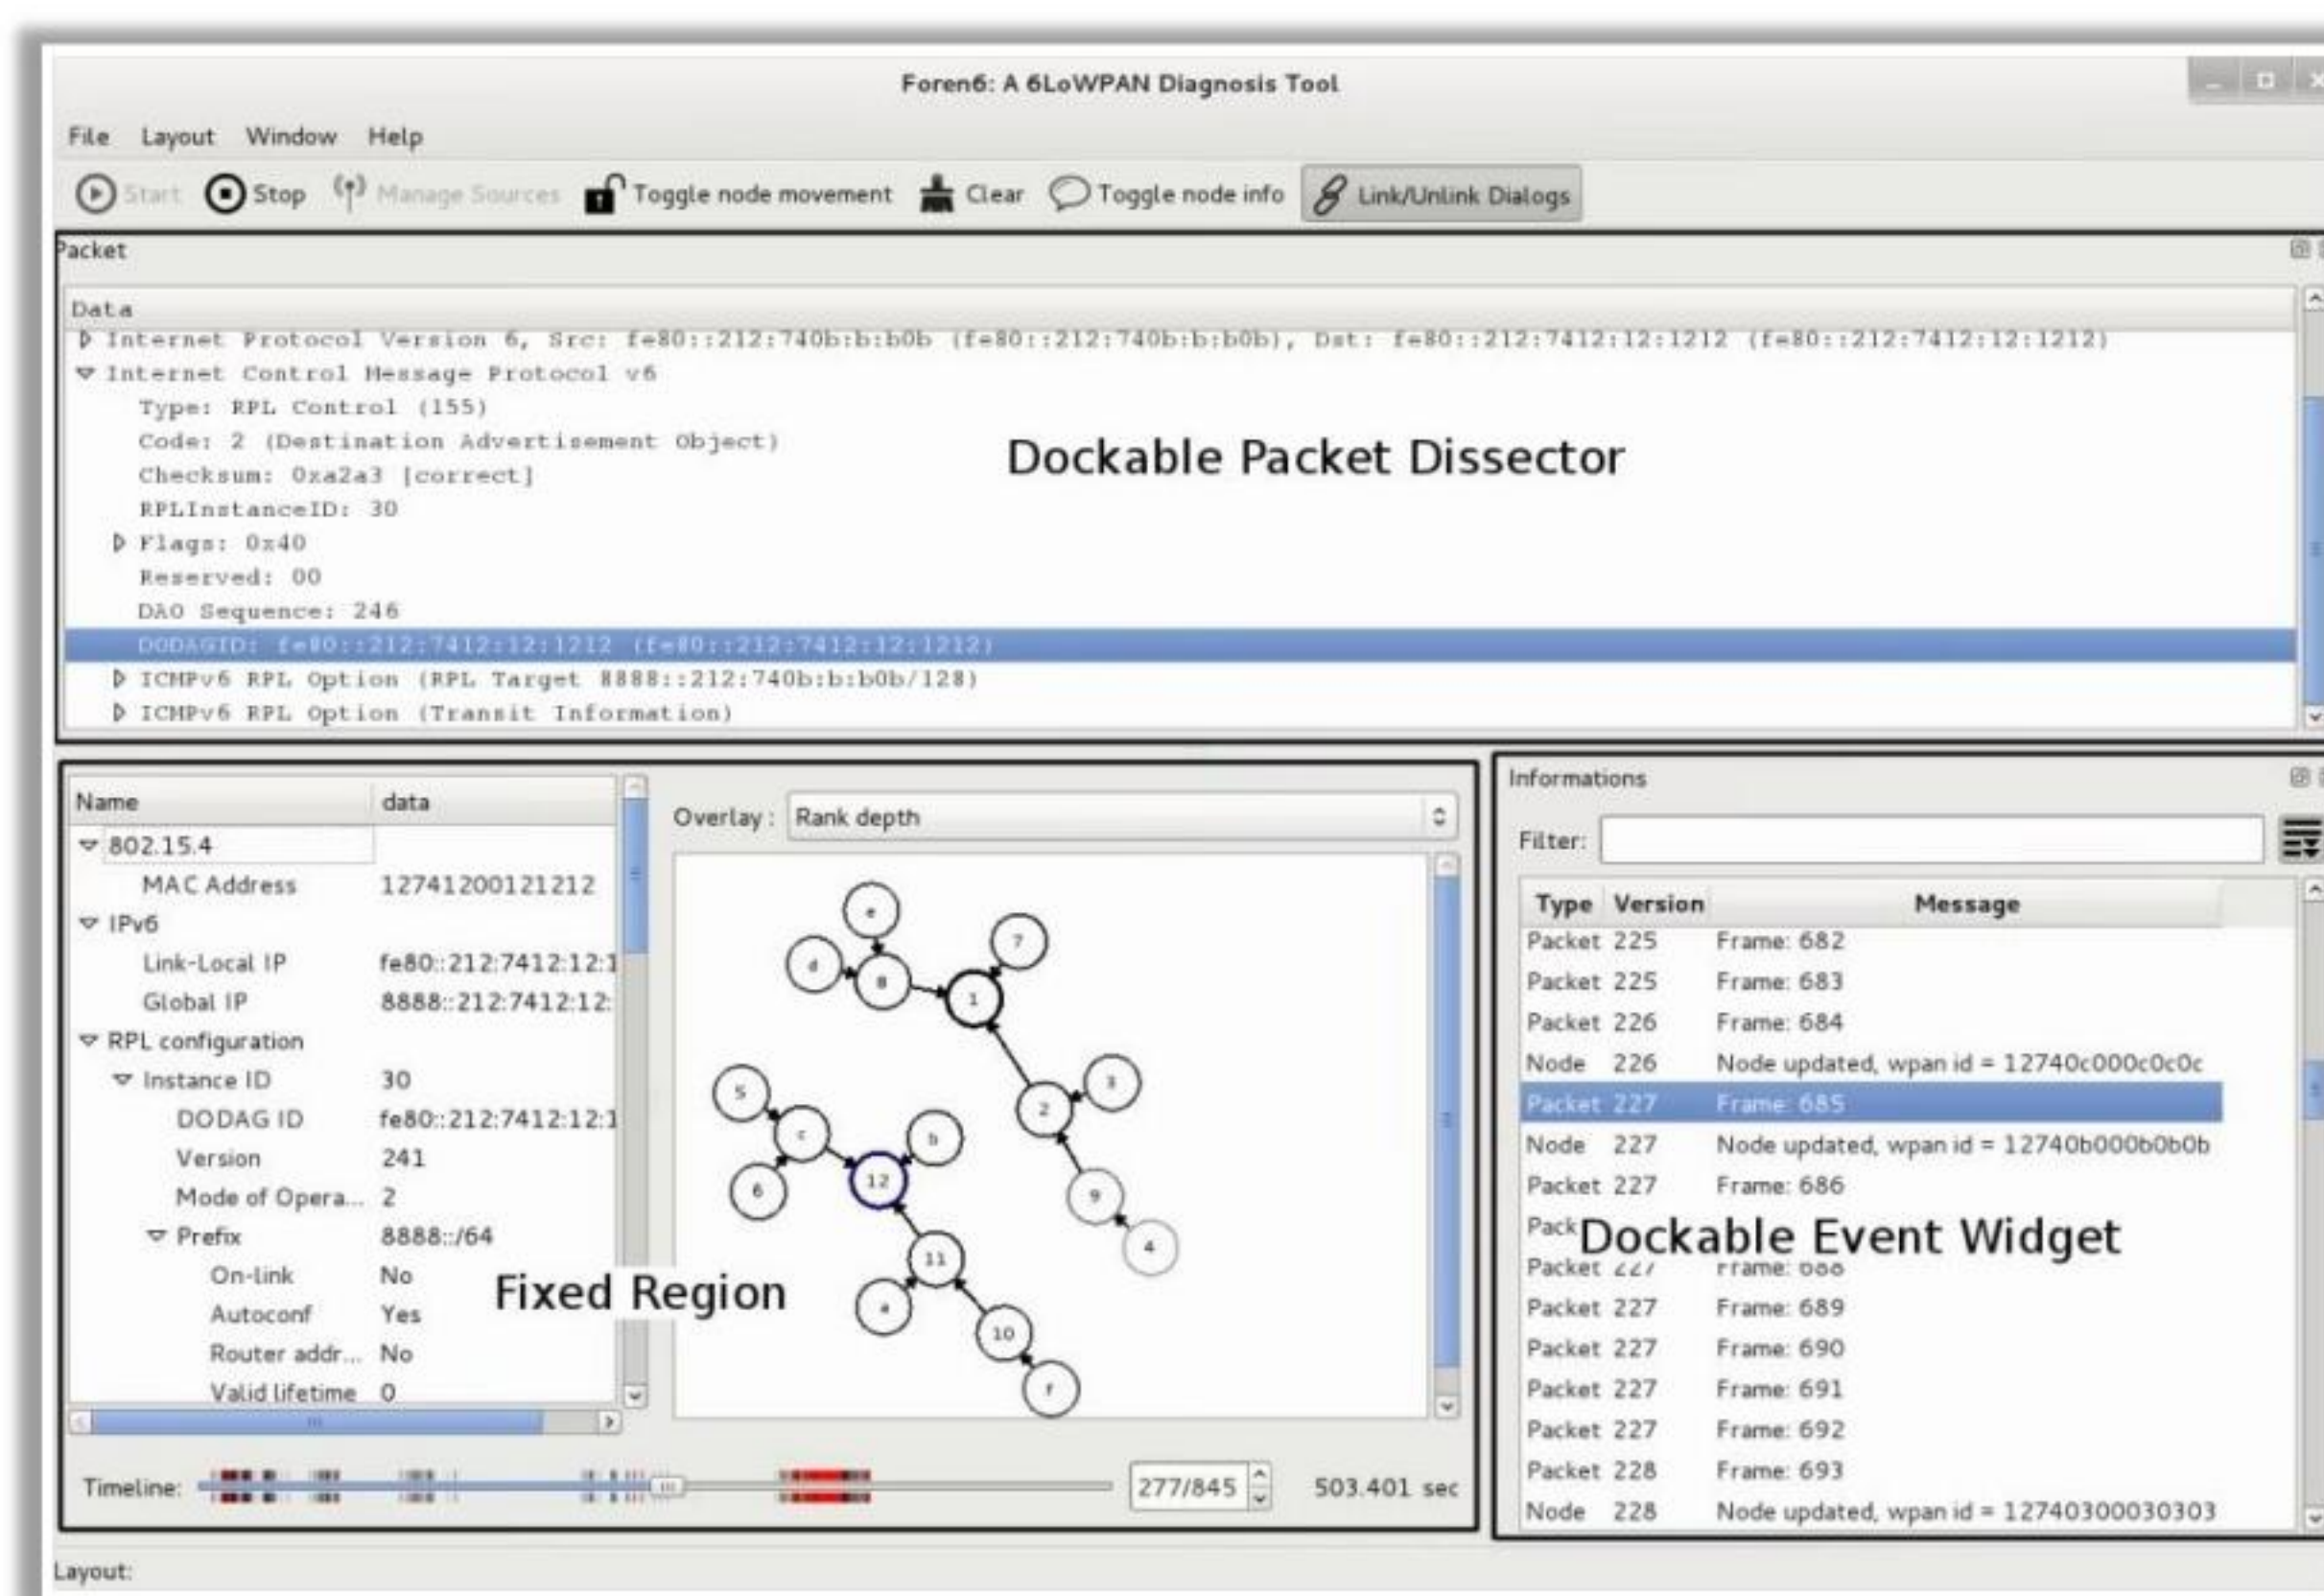 Foren6: A 6LoWPAN Diagnosis Tool
File Layout Window Help
Start Stop Manage Sources Toggle node movement Clear Toggle node info Link/Unlink Dialogs
Packet
Data
Internet Protocol Version 6, Src: fe80::212:740b:b:b0b (fe80::212:740b:b:b0b), Dst: fe80::212:7412:12:1212 (fe80::212:7412:12:1212)
Internet Control Message Protocol v6
Type: RPL Control (155)
Code: 2 (Destination Advertisement Object)
Checksum: 0xa2a3 [correct]
Dockable Packet Dissector
RPLInstanceID: 30
Flags: 0x40
Reserved: 00
DAO Sequence: 246
DODAGID: fe80::212:7412:12:1212 (fe80::212:7412:12:1212)
ICMPv6 RPL Option (RPL Target 8888::212:740b:b:b0b/128)
ICMPv6 RPL Option (Transit Information)
Name data
802.15.4
MAC Address 12741200121212
IPv6
Link-Local IP fe80::212:7412:12:1
Global IP 8888::212:7412:12:
RPL configuration
Instance ID 30
DODAG ID fe80::212:7412:12:1
Version 241
Mode of Opera... 2
Prefix 8888::/64
On-link No
Autoconf Yes
Router addr... No
Valid lifetime 0
Fixed Region
Overlay: Rank depth
e
7
d
8
1
5
3
c
b
2
6
12
9
11
4
a
10
f
Timeline: 277/845 503.401 sec
Informations
Filter:
Type Version Message
Packet 225 Frame: 682
Packet 225 Frame: 683
Packet 226 Frame: 684
Node 226 Node updated, wpan id = 12740c000c0c0c
Packet 227 Frame: 685
Node 227 Node updated, wpan id = 12740b000b0b0b
Packet 227 Frame: 686
Pack
Dockable Event Widget
Packet 227 Frame: 688
Packet 227 Frame: 689
Packet 227 Frame: 690
Packet 227 Frame: 691
Packet 227 Frame: 692
Packet 228 Frame: 693
Node 228 Node updated, wpan id = 12740300030303
Layout: